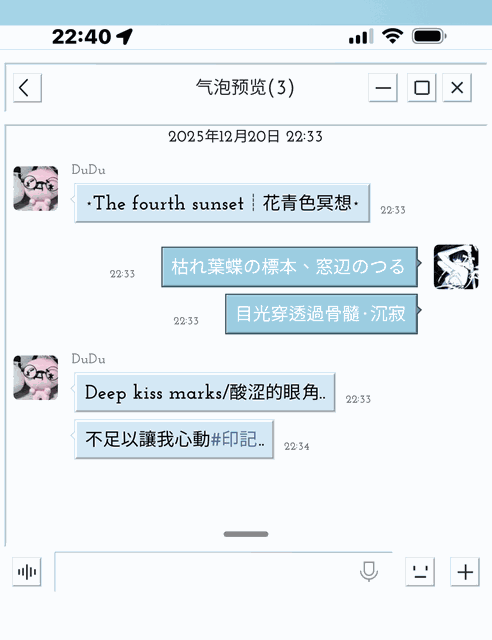 22:40
气泡预览(3)
2025年12月20日 22:33
DuDu
·The fourth sunset┊花青色冥想· 22:33
22:33 枯れ葉蝶の標本、窓辺のつる
22:33 目光穿透過骨髓·沉寂
DuDu
Deep kiss marks/酸涩的眼角.. 22:33
不足以讓我心動#印記.. 22:34